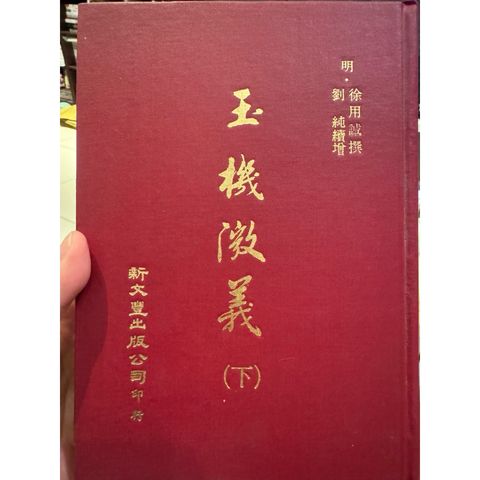 明・徐用誠撰
劉純續增
玉機微義
(下)
新文豐出版公司印行